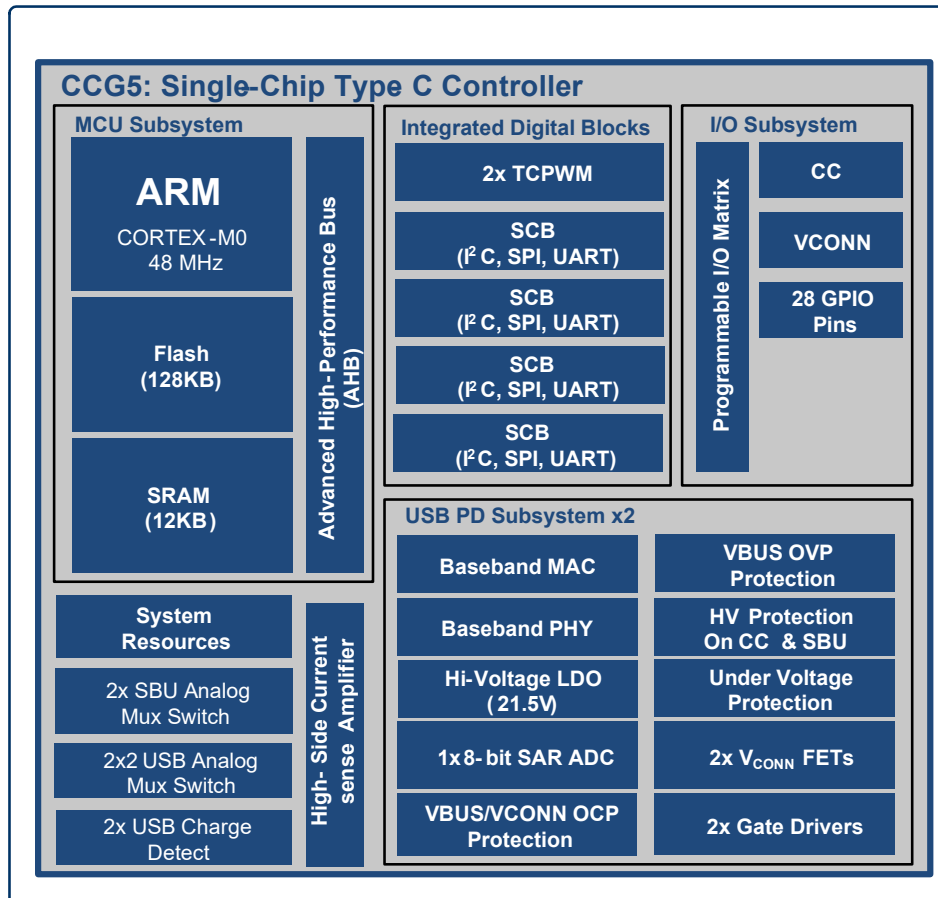 CCG5: Single-Chip Type C Controller
MCU Subsystem
ARM
CORTEX-M0
48 MHz
Flash
(128KB)
SRAM
(12KB)
Advanced High-Performance Bus
(AHB)
Integrated Digital Blocks
2x TCPWM
SCB
(I²C, SPI, UART)
SCB
(I²C, SPI, UART)
SCB
(I²C, SPI, UART)
SCB
(I²C, SPI, UART)
I/O Subsystem
Programmable I/O Matrix
CC
VCONN
28 GPIO
Pins
System
Resources
2x SBU Analog
Mux Switch
2x2 USB Analog
Mux Switch
2x USB Charge
Detect
High-Side Current
sense Amplifier
USB PD Subsystem x2
Baseband MAC
Baseband PHY
Hi-Voltage LDO
(21.5V)
1x8-bit SAR ADC
VBUS/VCONN OCP
Protection
VBUS OVP
Protection
HV Protection
On CC & SBU
Under Voltage
Protection
2x VCONN FETs
2x Gate Drivers